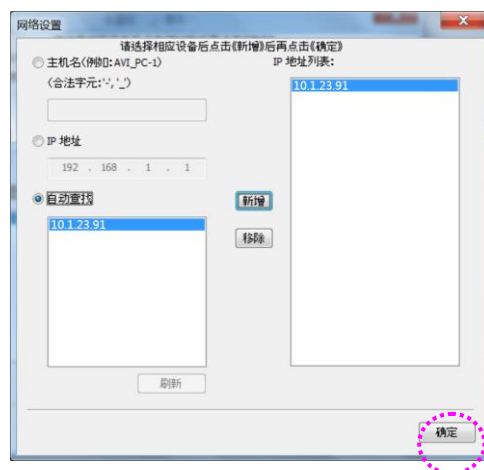 网络设置
请选择相应设备后点击《新增》后再点击《确定》
主机名(例如:AVI_PC-1)
(合法字元:'-', '_')
IP 地址
192 . 168 . 1 . 1
自动查找
10.1.23.91
刷新
新增
移除
IP 地址列表:
10.1.23.91
确定